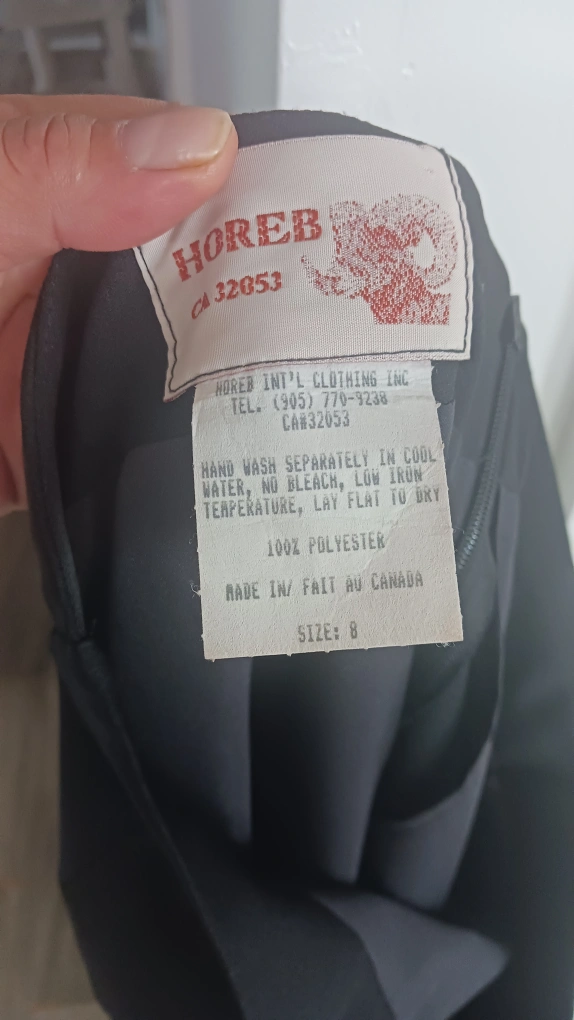 HOREB
CA 32053
HOREB INT'L CLOTHING INC
TEL. (905) 770-9238
CA#32053
HAND WASH SEPARATELY IN COOL
WATER, NO BLEACH, LOW IRON
TEMPERATURE, LAY FLAT TO DRY
100% POLYESTER
MADE IN/ FAIT AU CANADA
SIZE: 8